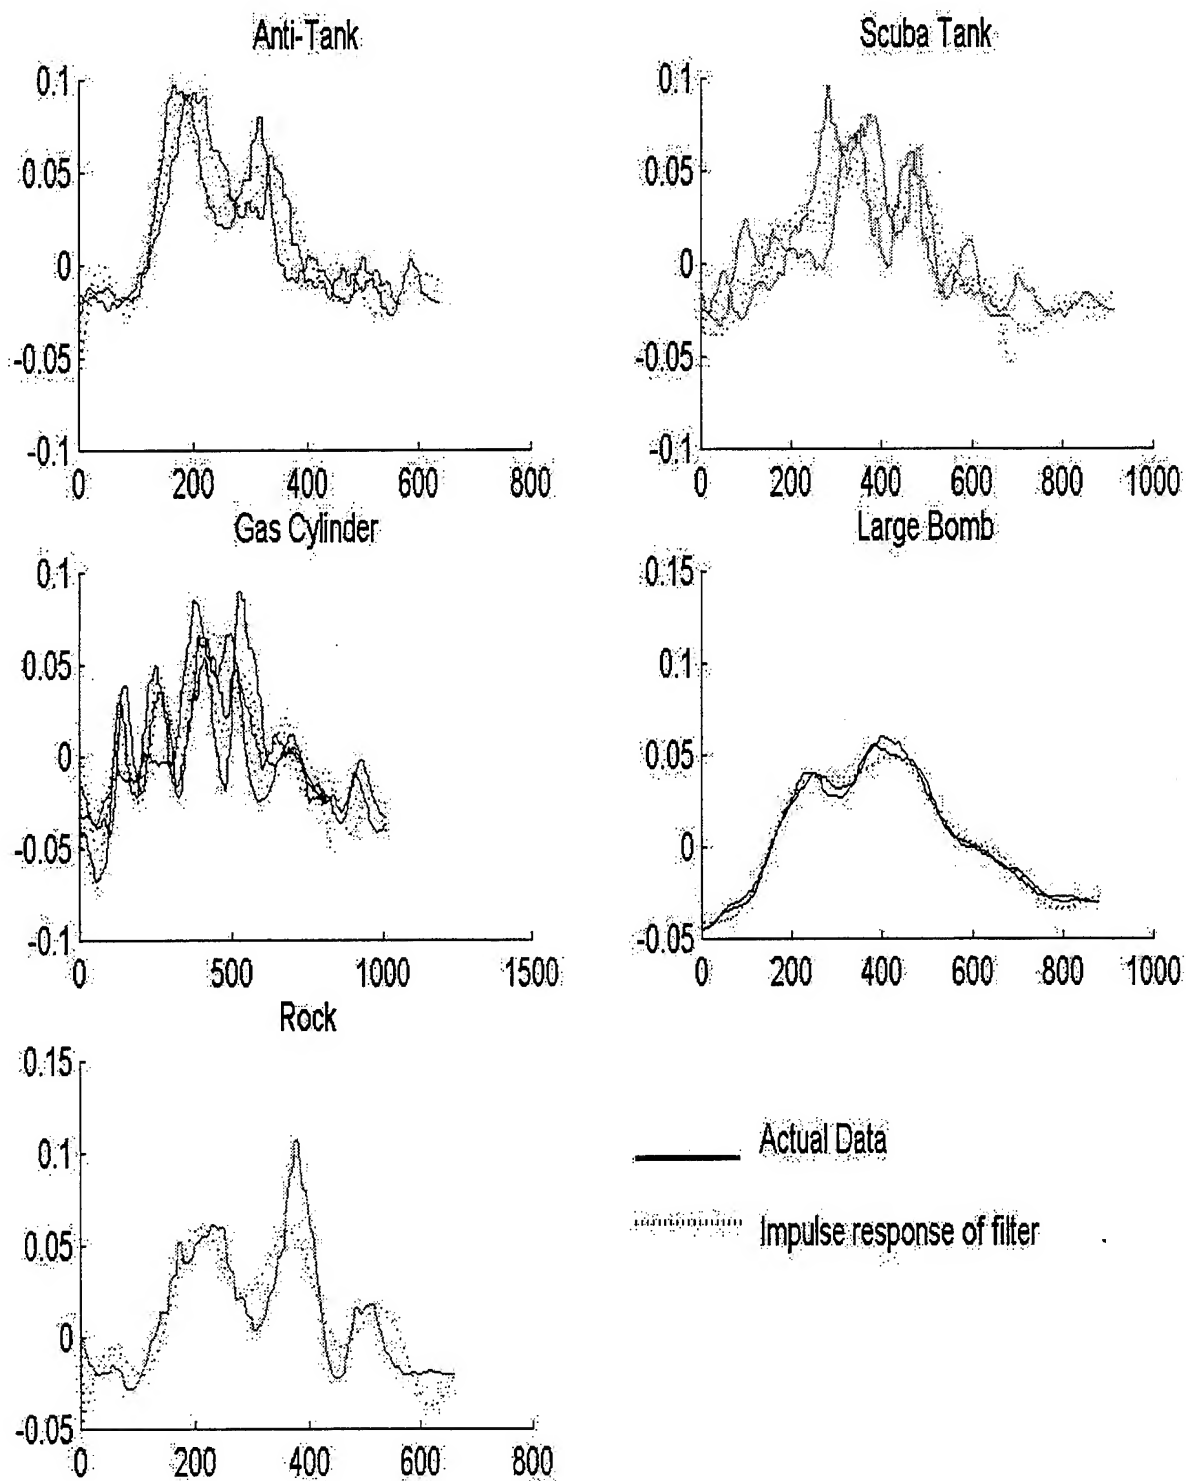 Anti-Tank
0.1
0.05
0
-0.05
-0.1
0 200 400 600 800
Scuba Tank
0.1
0.05
0
-0.05
-0.1
0 200 400 600 800 1000
Gas Cylinder
0.1
0.05
0
-0.05
-0.1
0 500 1000 1500
Large Bomb
0.15
0.1
0.05
0
-0.05
0 200 400 600 800 1000
Rock
0.15
0.1
0.05
0
-0.05
0 200 400 600 800
Actual Data
Impulse response of filter